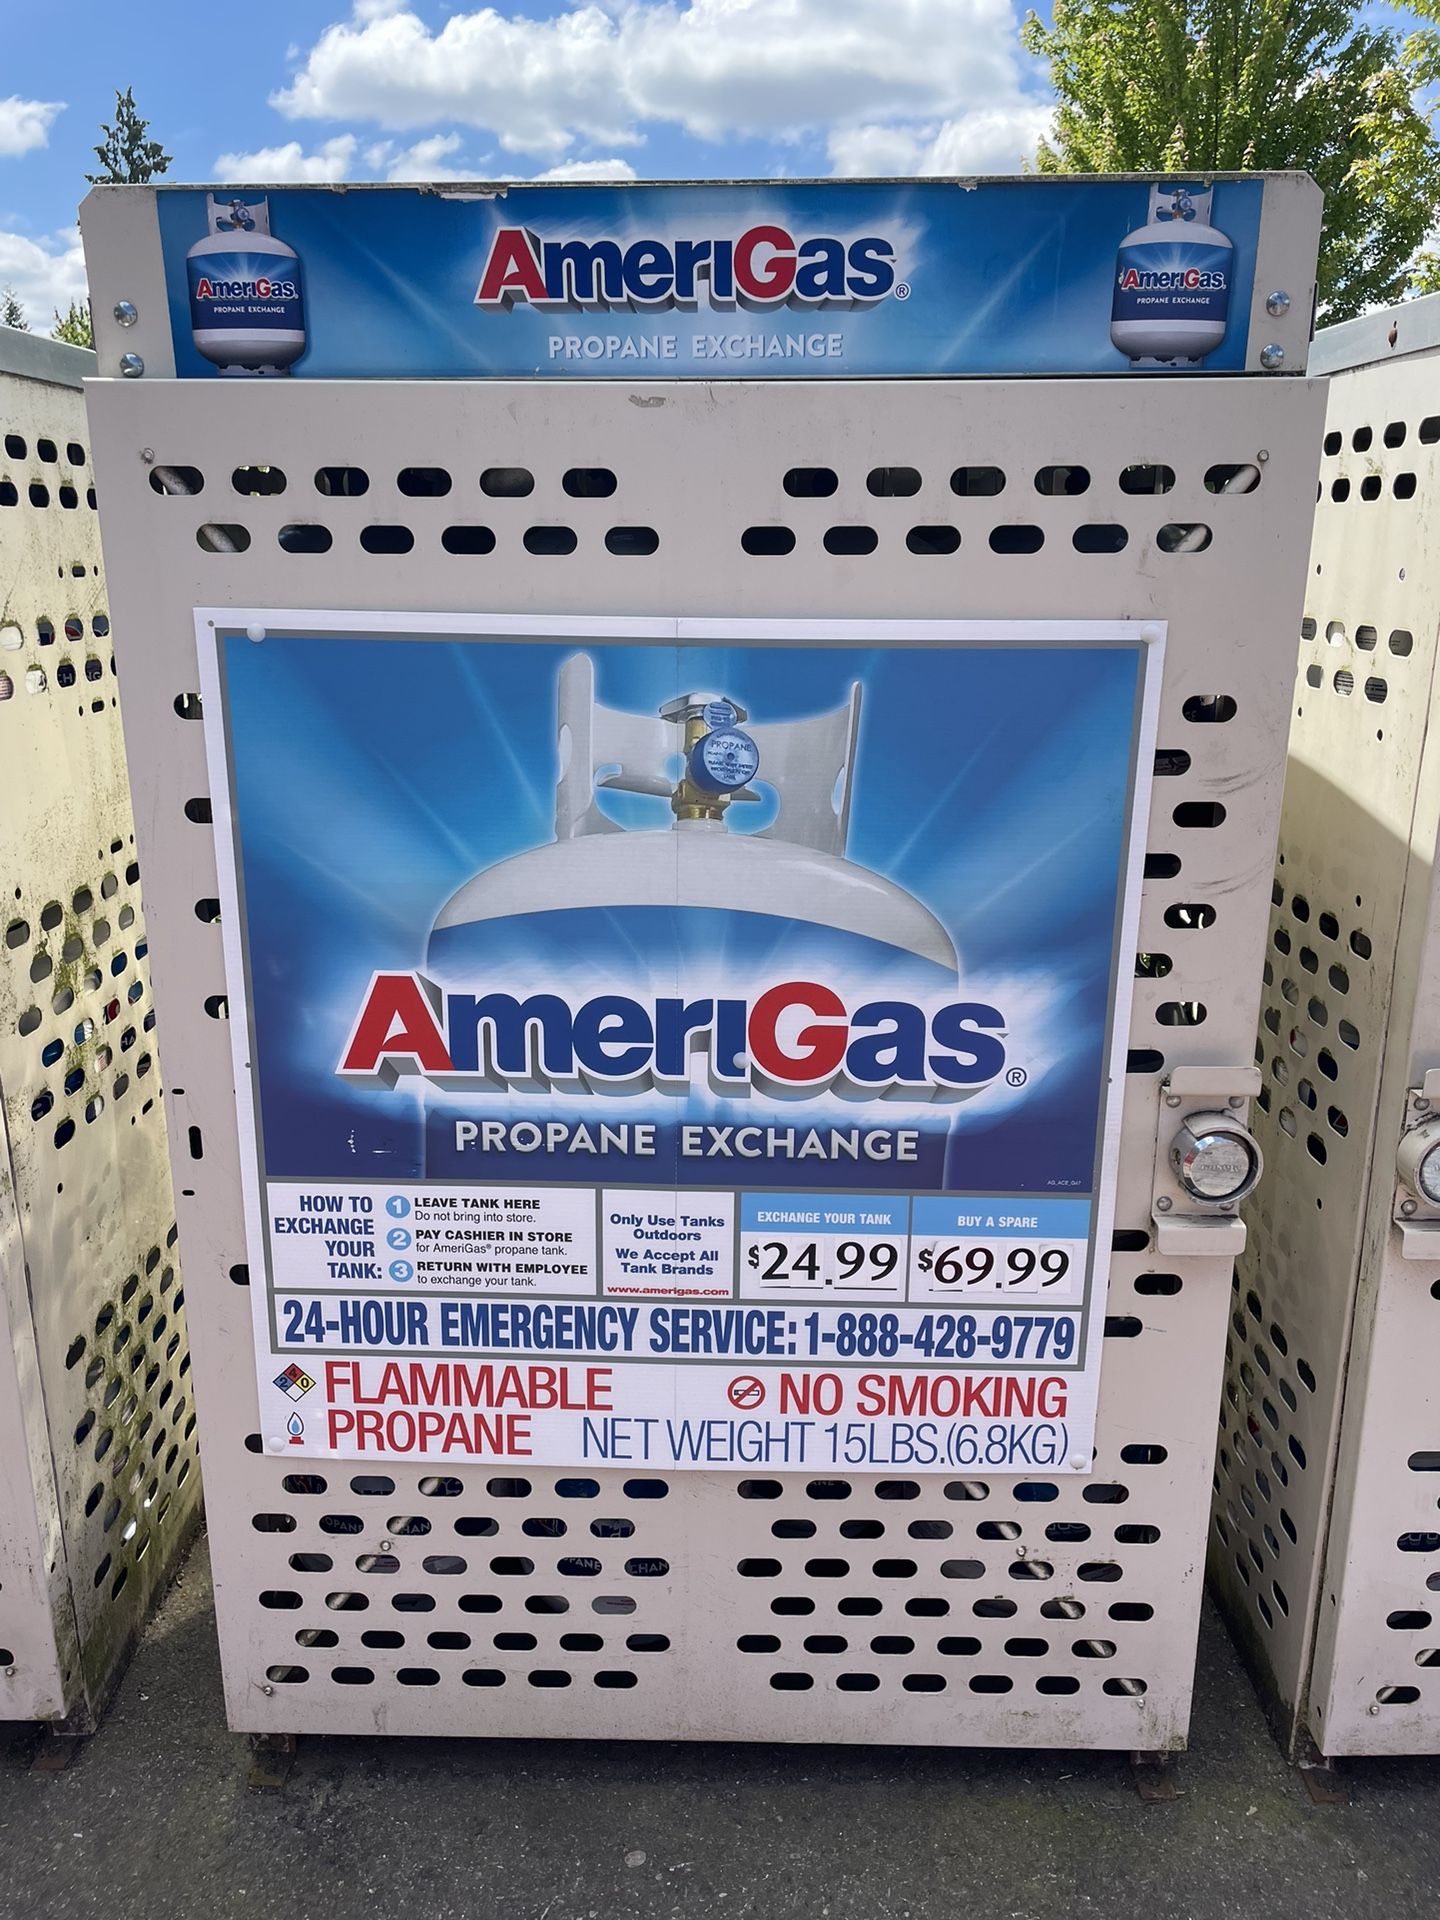 AmeriGas®
PROPANE EXCHANGE
AmeriGas
PROPANE EXCHANGE
AmeriGas
PROPANE EXCHANGE
PROPANE
AmeriGas®
PROPANE EXCHANGE
HOW TO
EXCHANGE
YOUR
TANK:
1 LEAVE TANK HERE
Do not bring into store.
2 PAY CASHIER IN STORE
for AmeriGas® propane tank.
3 RETURN WITH EMPLOYEE
to exchange your tank.
Only Use Tanks
Outdoors
We Accept All
Tank Brands
www.amerigas.com
EXCHANGE YOUR TANK
$24.99
BUY A SPARE
$69.99
24-HOUR EMERGENCY SERVICE: 1-888-428-9779
2 4 0
FLAMMABLE
PROPANE
NO SMOKING
NET WEIGHT 15LBS.(6.8KG)